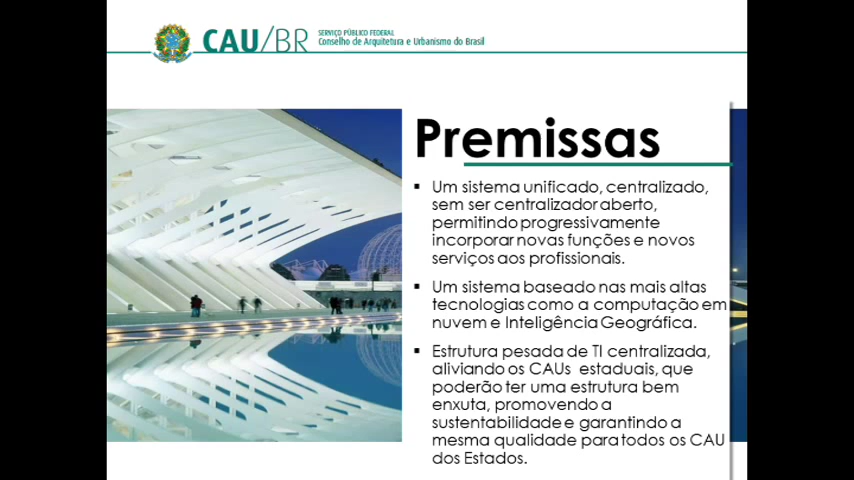 CAU/BR
SERVIÇO PÚBLICO FEDERAL
Conselho de Arquitetura e Urbanismo do Brasil
Premissas
▪ Um sistema unificado, centralizado,
sem ser centralizador aberto,
permitindo progressivamente
incorporar novas funções e novos
serviços aos profissionais.
▪ Um sistema baseado nas mais altas
tecnologias como a computação em
nuvem e Inteligência Geográfica.
▪ Estrutura pesada de TI centralizada,
aliviando os CAUs estaduais, que
poderão ter uma estrutura bem
enxuta, promovendo a
sustentabilidade e garantindo a
mesma qualidade para todos os CAU
dos Estados.